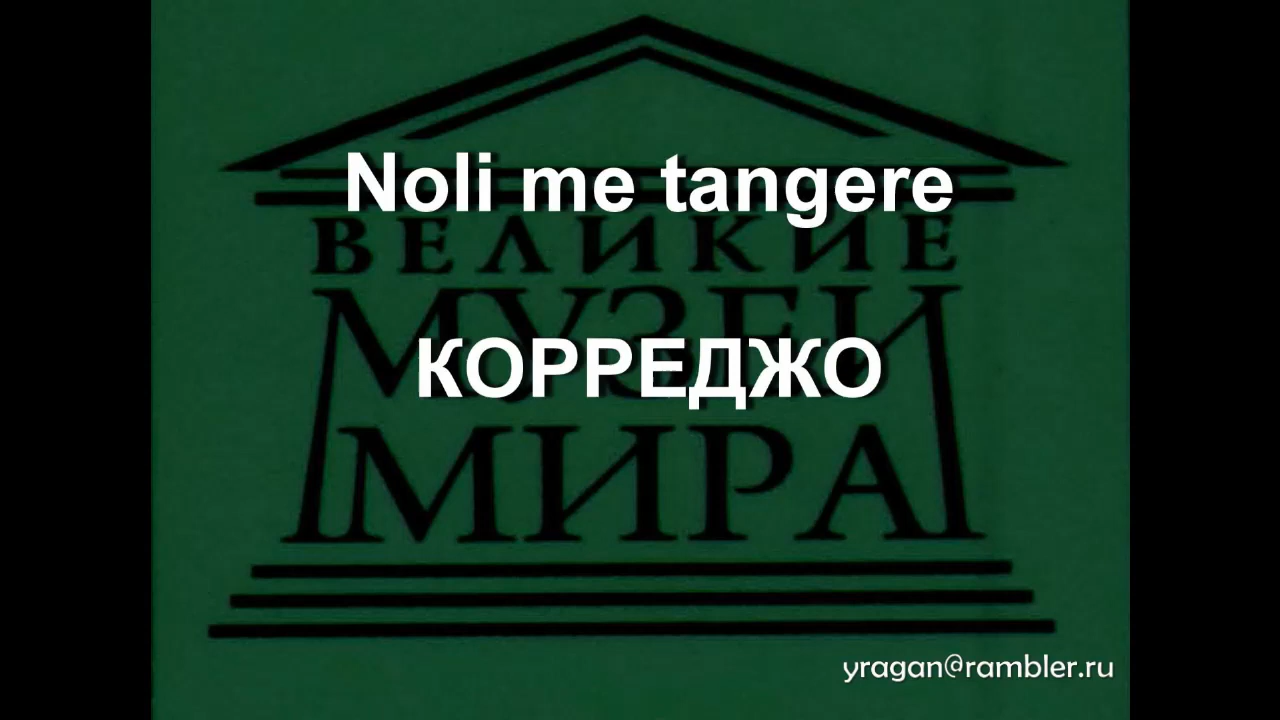 Noli me tangere
ВЕЛИКИЕ
МУЗЕИ
КОРРЕДЖО
МИРА
yragan@rambler.ru